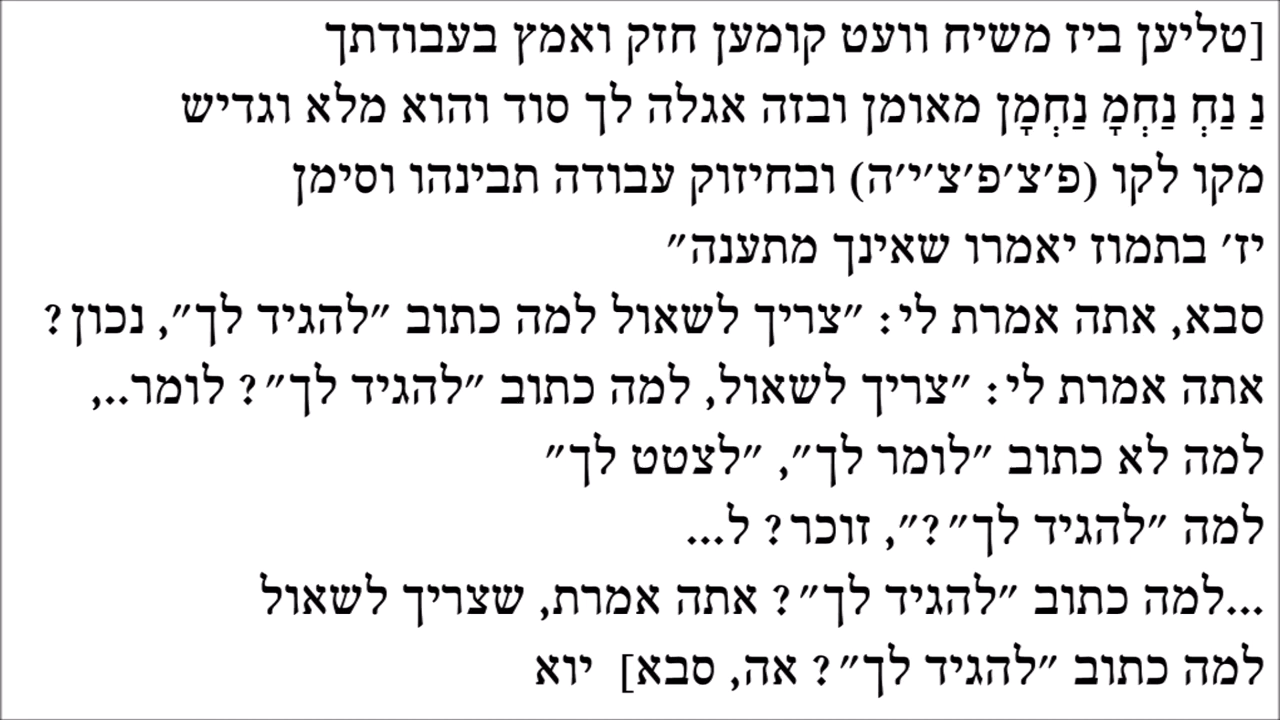 [טליען ביז משיח וועט קומען חזק ואמץ בעבודתך
נַ נַחְ נַחְמָ נַחְמָן מאומן ובזה אגלה לך סוד והוא מלא וגדיש
מקו לקו (פ׳צ׳פ׳צ׳י׳ה) ובחיזוק עבודה תבינהו וסימן
יז׳ בתמוז יאמרו שאינך מתענה״
סבא, אתה אמרת לי: ״צריך לשאול למה כתוב ״להגיד לך״, נכון?
אתה אמרת לי: ״צריך לשאול, למה כתוב ״להגיד לך״? לומר..,
למה לא כתוב ״לומר לך״, ״לצטט לך״
למה ״להגיד לך״?״, זוכר? ל...
...למה כתוב ״להגיד לך״? אתה אמרת, שצריך לשאול
למה כתוב ״להגיד לך״? אה, סבא] יוא